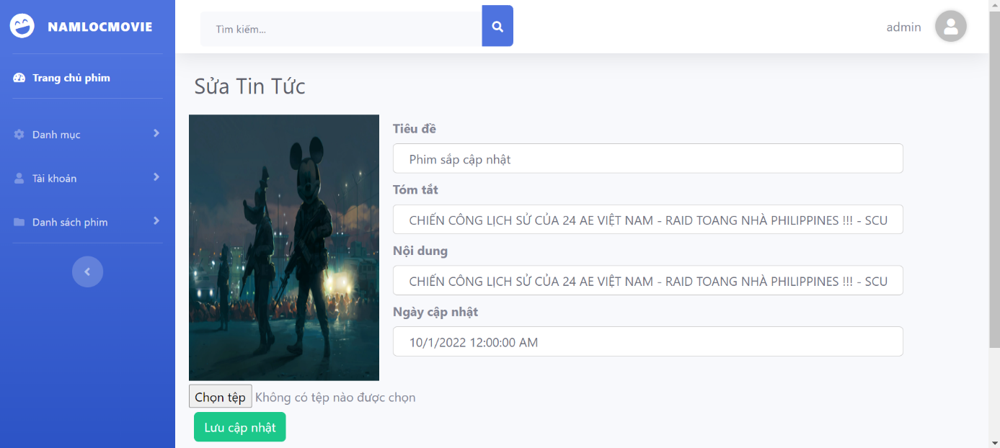 NAMLOCMOVIE
Tìm kiếm...
admin
Trang chủ phim
Danh mục
Tài khoản
Danh sách phim
Sửa Tin Tức
Tiêu đề
Phim sắp cập nhật
Tóm tắt
CHIẾN CÔNG LỊCH SỬ CỦA 24 AE VIỆT NAM - RAID TOANG NHÀ PHILIPPINES !!! - SCU
Nội dung
CHIẾN CÔNG LỊCH SỬ CỦA 24 AE VIỆT NAM - RAID TOANG NHÀ PHILIPPINES !!! - SCU
Ngày cập nhật
10/1/2022 12:00:00 AM
Chọn tệp Không có tệp nào được chọn
Lưu cập nhật